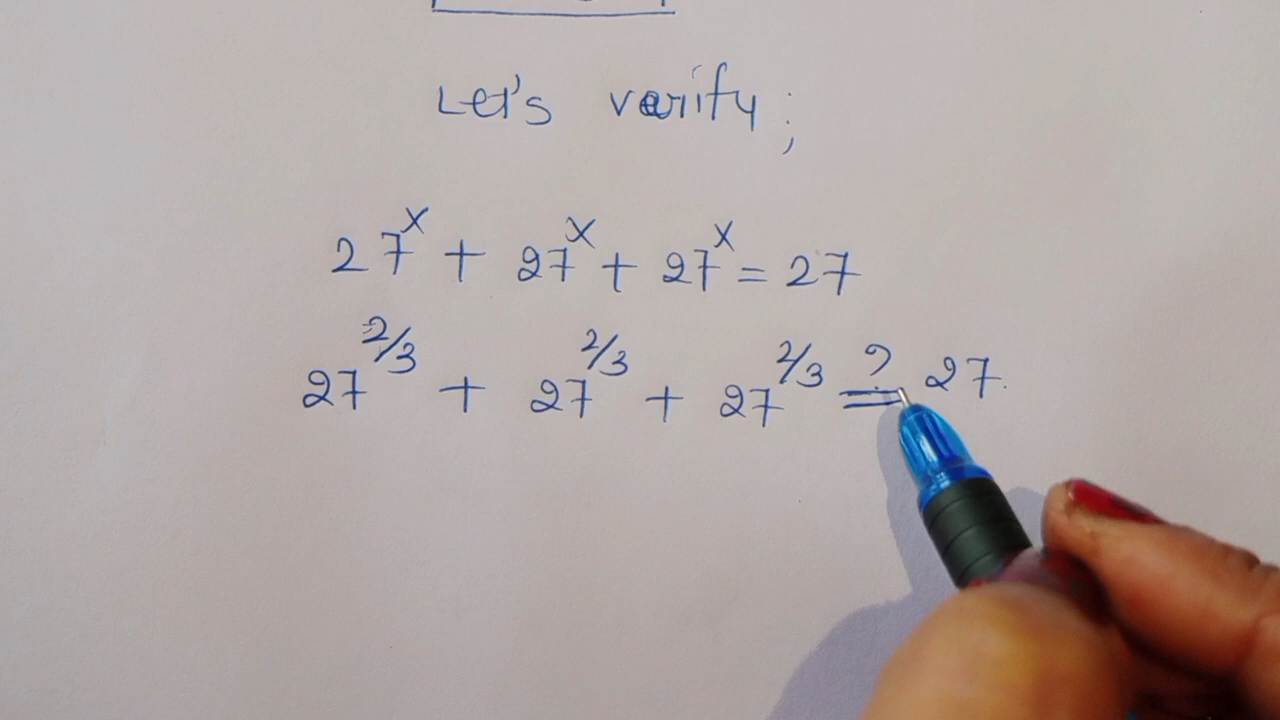 Let's verify;
27^x + 27^x + 27^x = 27
27^2/3 + 27^2/3 + 27^2/3 =? 27.